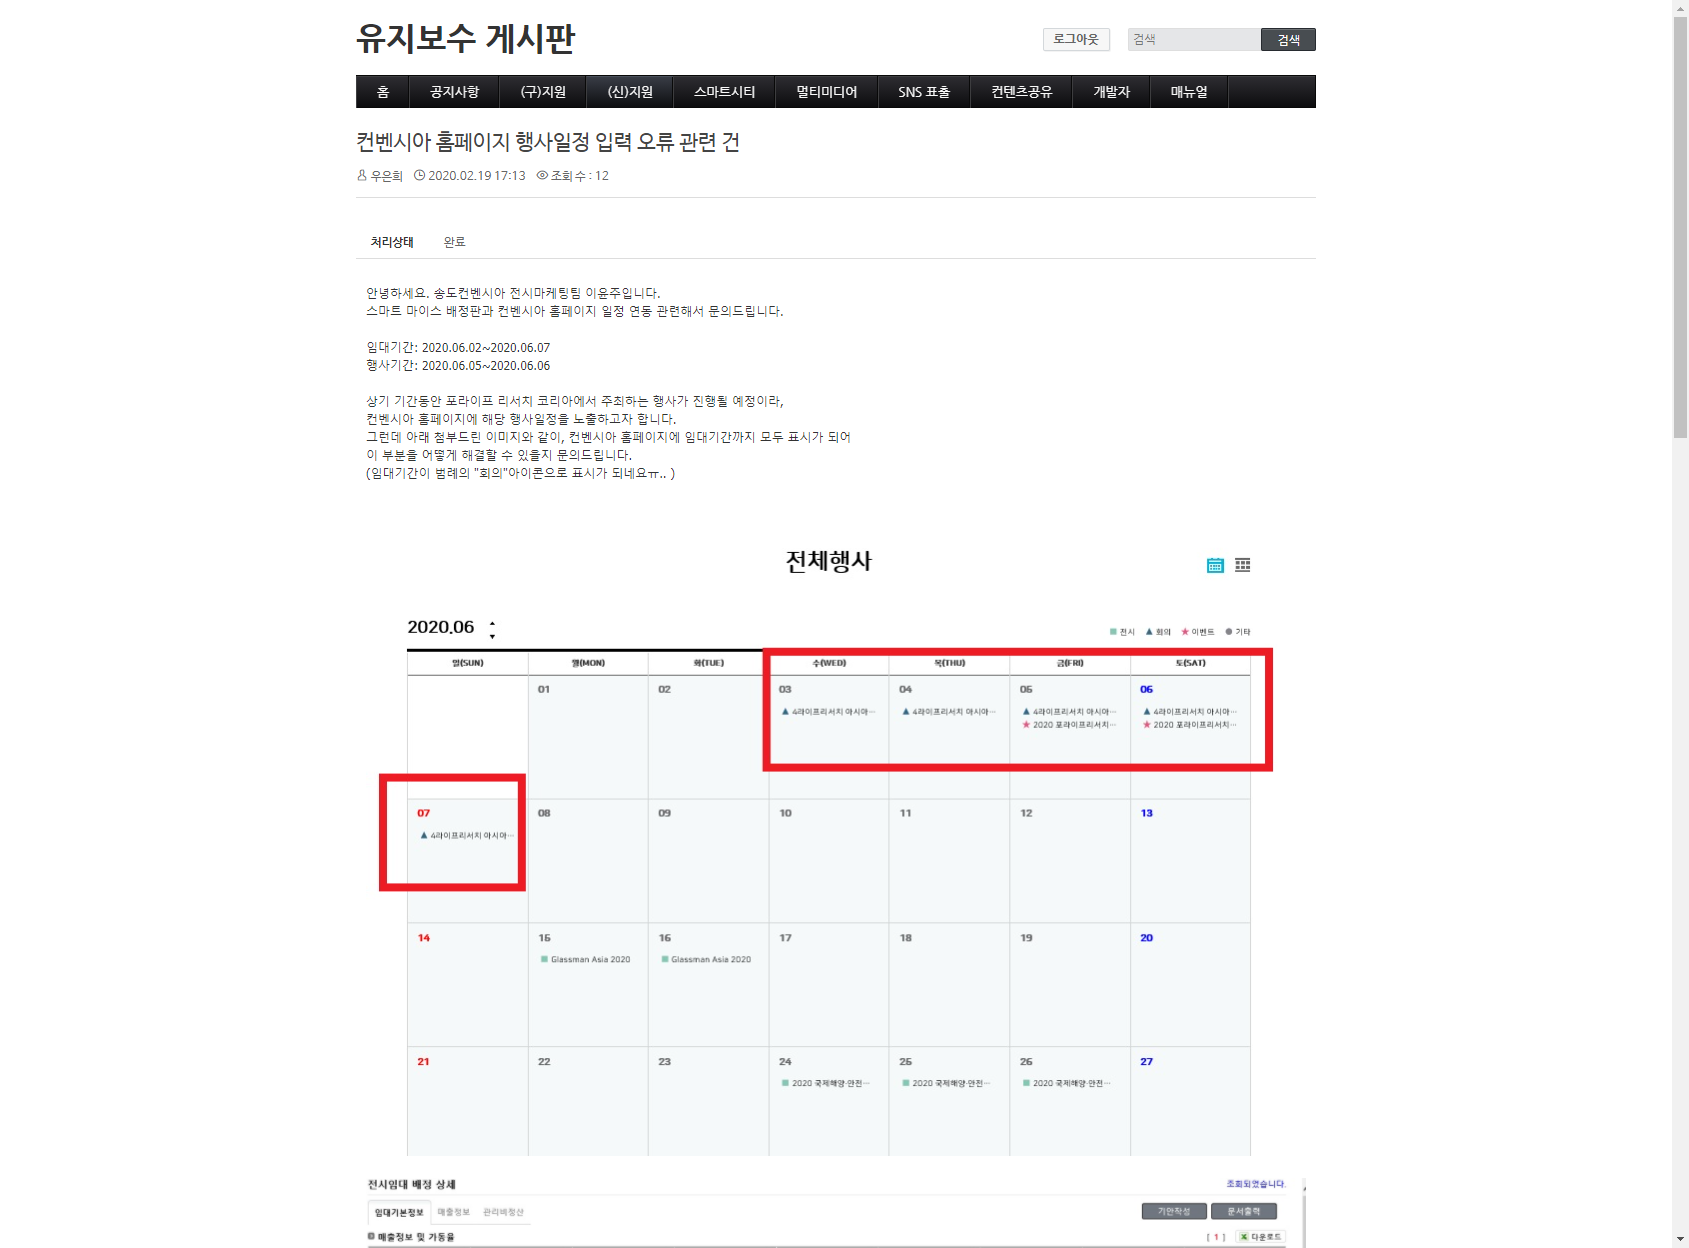 유지보수 게시판
로그아웃 검색 검색
홈 공지사항 (구)지원 (신)지원 스마트시티 멀티미디어 SNS 표출 컨텐츠공유 개발자 매뉴얼
컨벤시아 홈페이지 행사일정 입력 오류 관련 건
우은희 2020.02.19 17:13 조회 수 : 12
처리상태 완료
안녕하세요. 송도컨벤시아 전시마케팅팀 이윤주입니다.
스마트 마이스 배정판과 컨벤시아 홈페이지 일정 연동 관련해서 문의드립니다.
임대기간: 2020.06.02~2020.06.07
행사기간: 2020.06.05~2020.06.06
상기 기간동안 포라이프 리서치 코리아에서 주최하는 행사가 진행될 예정이라,
컨벤시아 홈페이지에 해당 행사일정을 노출하고자 합니다.
그런데 아래 첨부드린 이미지와 같이, 컨벤시아 홈페이지에 임대기간까지 모두 표시가 되어
이 부분을 어떻게 해결할 수 있을지 문의드립니다.
(임대기간이 범례의 "회의"아이콘으로 표시가 되네요ㅠ.. )
전체행사
2020.06
전시 회의 이벤트 기타
일(SUN) 월(MON) 화(TUE) 수(WED) 목(THU) 금(FRI) 토(SAT)
01 02 03 04 05 06
4라이프리서치 아시아… 4라이프리서치 아시아… 4라이프리서치 아시아… 4라이프리서치 아시아…
2020 포라이프리서치… 2020 포라이프리서치…
07 08 09 10 11 12 13
4라이프리서치 아시아…
14 15 16 17 18 19 20
Glassman Asia 2020 Glassman Asia 2020
21 22 23 24 25 26 27
2020 국제해양·안전… 2020 국제해양·안전… 2020 국제해양·안전…
전시임대 배정 상세 조회되었습니다.
임대기본정보 매출정보 관리비정산 기안작성 문서출력
매출정보 및 가동율 [ 1 ] 다운로드